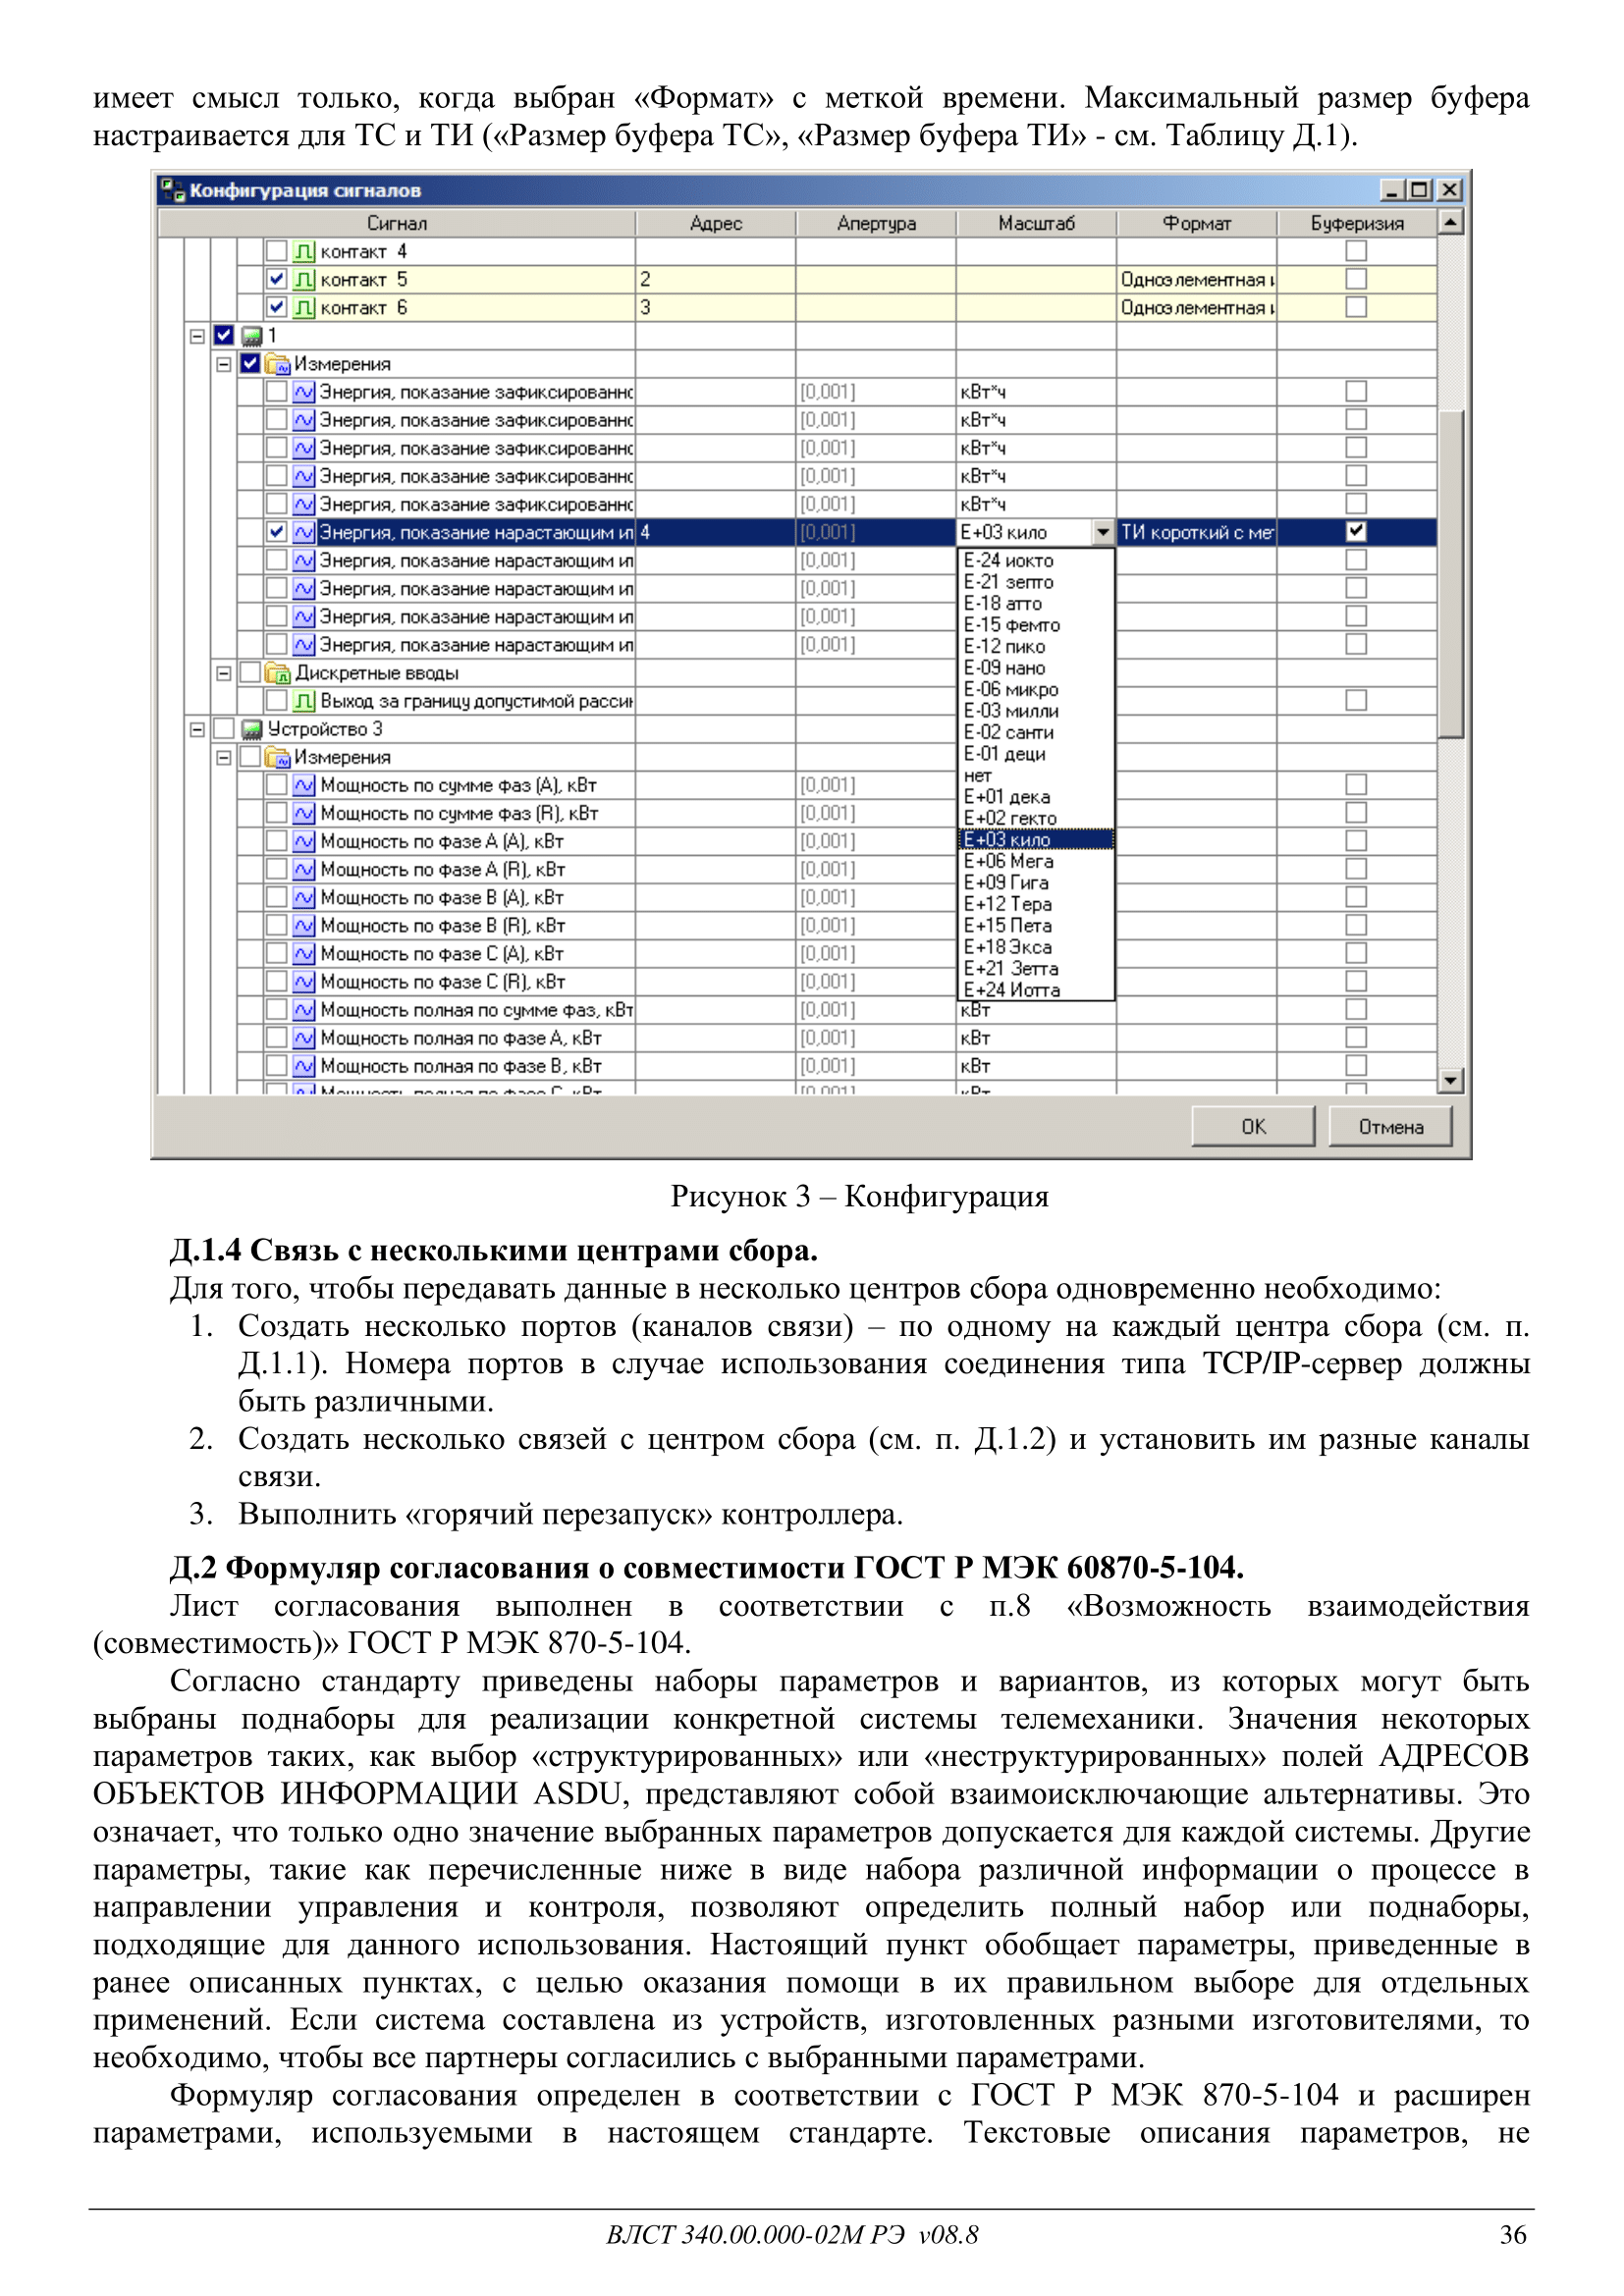 имеет смысл только, когда выбран «Формат» с меткой времени. Максимальный размер буфера
настраивается для ТС и ТИ («Размер буфера ТС», «Размер буфера ТИ» - см. Таблицу Д.1).
Конфигурация сигналов
Сигнал Адрес Апертура Масштаб Формат Буферизия
контакт 4
контакт 5 2 Одноэлементная
контакт 6 3 Одноэлементная
1
Измерения
Энергия, показание зафиксированно [0,001] кВт*ч
Энергия, показание зафиксированно [0,001] кВт*ч
Энергия, показание зафиксированно [0,001] кВт*ч
Энергия, показание зафиксированно [0,001] кВт*ч
Энергия, показание зафиксированно [0,001] кВт*ч
Энергия, показание нарастающим ит 4 [0,001] E+03 кило ТИ короткий с мет
Энергия, показание нарастающим ит [0,001]
Энергия, показание нарастающим ит [0,001]
Энергия, показание нарастающим ит [0,001]
Энергия, показание нарастающим ит [0,001]
Дискретные вводы
Выход за границу допустимой рассин
Устройство 3
Измерения
Мощность по сумме фаз (A), кВт [0,001]
Мощность по сумме фаз (R), кВт [0,001]
Мощность по фазе A (A), кВт [0,001]
Мощность по фазе A (R), кВт [0,001]
Мощность по фазе B (A), кВт [0,001]
Мощность по фазе B (R), кВт [0,001]
Мощность по фазе C (A), кВт [0,001]
Мощность по фазе C (R), кВт [0,001]
Мощность полная по сумме фаз, кВт [0,001] кВт
Мощность полная по фазе A, кВт [0,001] кВт
Мощность полная по фазе B, кВт [0,001] кВт
Мощность полная по фазе C, кВт [0,001] кВт
E-24 иокто
E-21 зепто
E-18 атто
E-15 фемто
E-12 пико
E-09 нано
E-06 микро
E-03 милли
E-02 санти
E-01 деци
нет
E+01 дека
E+02 гекто
E+03 кило
E+06 Мега
E+09 Гига
E+12 Тера
E+15 Пета
E+18 Экса
E+21 Зетта
E+24 Иотта
OK Отмена
Рисунок 3 – Конфигурация
Д.1.4 Связь с несколькими центрами сбора.
Для того, чтобы передавать данные в несколько центров сбора одновременно необходимо:
1. Создать несколько портов (каналов связи) – по одному на каждый центра сбора (см. п.
Д.1.1). Номера портов в случае использования соединения типа TCP/IP-сервер должны
быть различными.
2. Создать несколько связей с центром сбора (см. п. Д.1.2) и установить им разные каналы
связи.
3. Выполнить «горячий перезапуск» контроллера.
Д.2 Формуляр согласования о совместимости ГОСТ Р МЭК 60870-5-104.
Лист согласования выполнен в соответствии с п.8 «Возможность взаимодействия
(совместимость)» ГОСТ Р МЭК 870-5-104.
Согласно стандарту приведены наборы параметров и вариантов, из которых могут быть
выбраны поднаборы для реализации конкретной системы телемеханики. Значения некоторых
параметров таких, как выбор «структурированных» или «неструктурированных» полей АДРЕСОВ
ОБЪЕКТОВ ИНФОРМАЦИИ ASDU, представляют собой взаимоисключающие альтернативы. Это
означает, что только одно значение выбранных параметров допускается для каждой системы. Другие
параметры, такие как перечисленные ниже в виде набора различной информации о процессе в
направлении управления и контроля, позволяют определить полный набор или поднаборы,
подходящие для данного использования. Настоящий пункт обобщает параметры, приведенные в
ранее описанных пунктах, с целью оказания помощи в их правильном выборе для отдельных
применений. Если система составлена из устройств, изготовленных разными изготовителями, то
необходимо, чтобы все партнеры согласились с выбранными параметрами.
Формуляр согласования определен в соответствии с ГОСТ Р МЭК 870-5-104 и расширен
параметрами, используемыми в настоящем стандарте. Текстовые описания параметров, не
ВЛСТ 340.00.000-02М РЭ v08.8 36